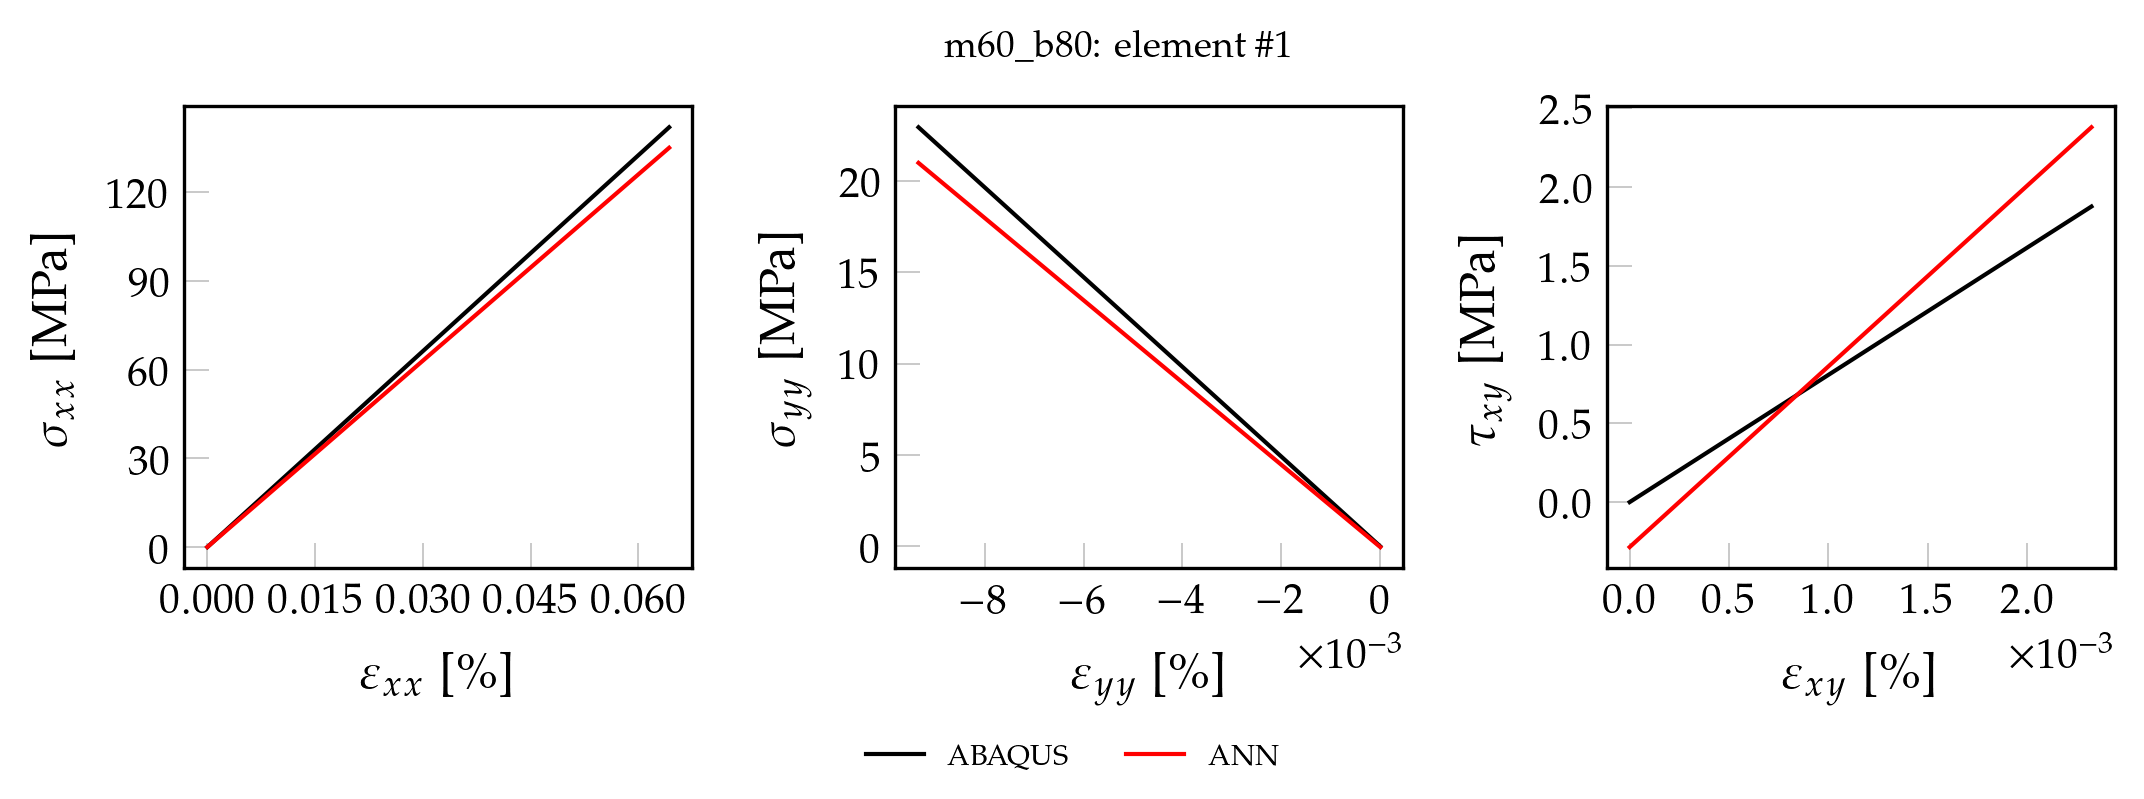 m60_b80: element #1
σxx [MPa]
120
90
60
30
0
0.000 0.015 0.030 0.045 0.060
εxx [%]
σyy [MPa]
20
15
10
5
0
−8 −6 −4 −2 0
×10−3
εyy [%]
τxy [MPa]
2.5
2.0
1.5
1.0
0.5
0.0
0.0 0.5 1.0 1.5 2.0
×10−3
εxy [%]
ABAQUS ANN